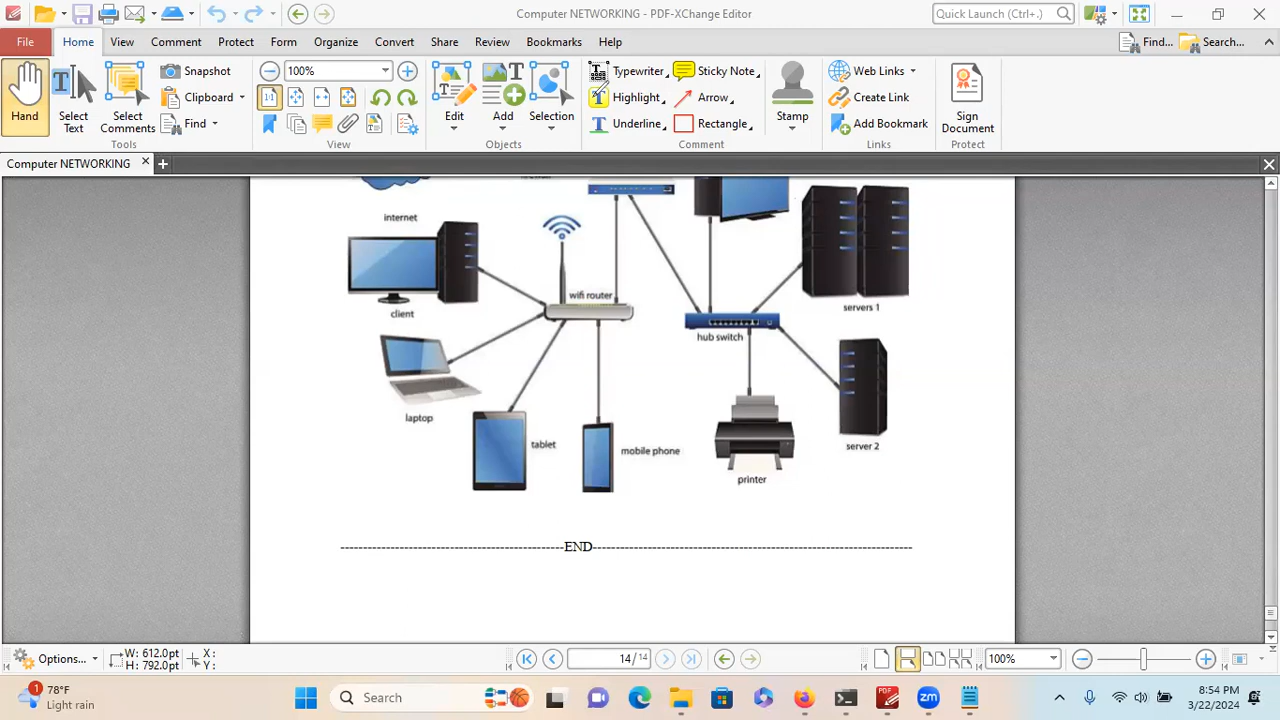 Computer NETWORKING - PDF-XChange Editor
Quick Launch (Ctrl+.)
File Home View Comment Protect Form Organize Convert Share Review Bookmarks Help
Find... Search...
Hand
Select Text
Select Comments
Snapshot
Clipboard
Find
Tools
100%
View
Edit
Add
Selection
Objects
Typewriter
Highlight
Underline
Sticky Note
Arrow
Rectangle
Stamp
Comment
Web Links
Create Link
Add Bookmark
Links
Sign Document
Protect
Computer NETWORKING
internet
client
wifi router
servers 1
hub switch
laptop
tablet
mobile phone
server 2
printer
END
Options...
W: 612.0pt
H: 792.0pt
X:
Y:
14/14
100%
1
78°F
Light rain
Search
PDF
zm
8:54 PM
3/22/2024